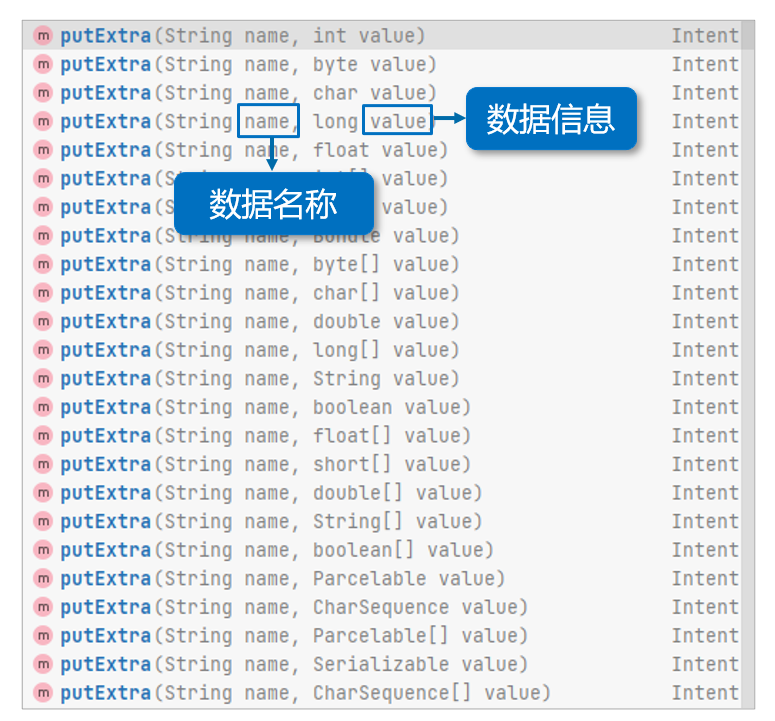 m putExtra(String name, int value) Intent
m putExtra(String name, byte value) Intent
m putExtra(String name, char value) Intent
m putExtra(String name, long value Intent
数据信息
m putExtra(String name, float value) Intent
m putExtra(S value) Intent
数据名称
m putExtra(S value) Intent
m putExtra(String name, Bundle value) Intent
m putExtra(String name, byte[] value) Intent
m putExtra(String name, char[] value) Intent
m putExtra(String name, double value) Intent
m putExtra(String name, long[] value) Intent
m putExtra(String name, String value) Intent
m putExtra(String name, boolean value) Intent
m putExtra(String name, float[] value) Intent
m putExtra(String name, short[] value) Intent
m putExtra(String name, double[] value) Intent
m putExtra(String name, String[] value) Intent
m putExtra(String name, boolean[] value) Intent
m putExtra(String name, Parcelable value) Intent
m putExtra(String name, CharSequence value) Intent
m putExtra(String name, Parcelable[] value) Intent
m putExtra(String name, Serializable value) Intent
m putExtra(String name, CharSequence[] value) Intent